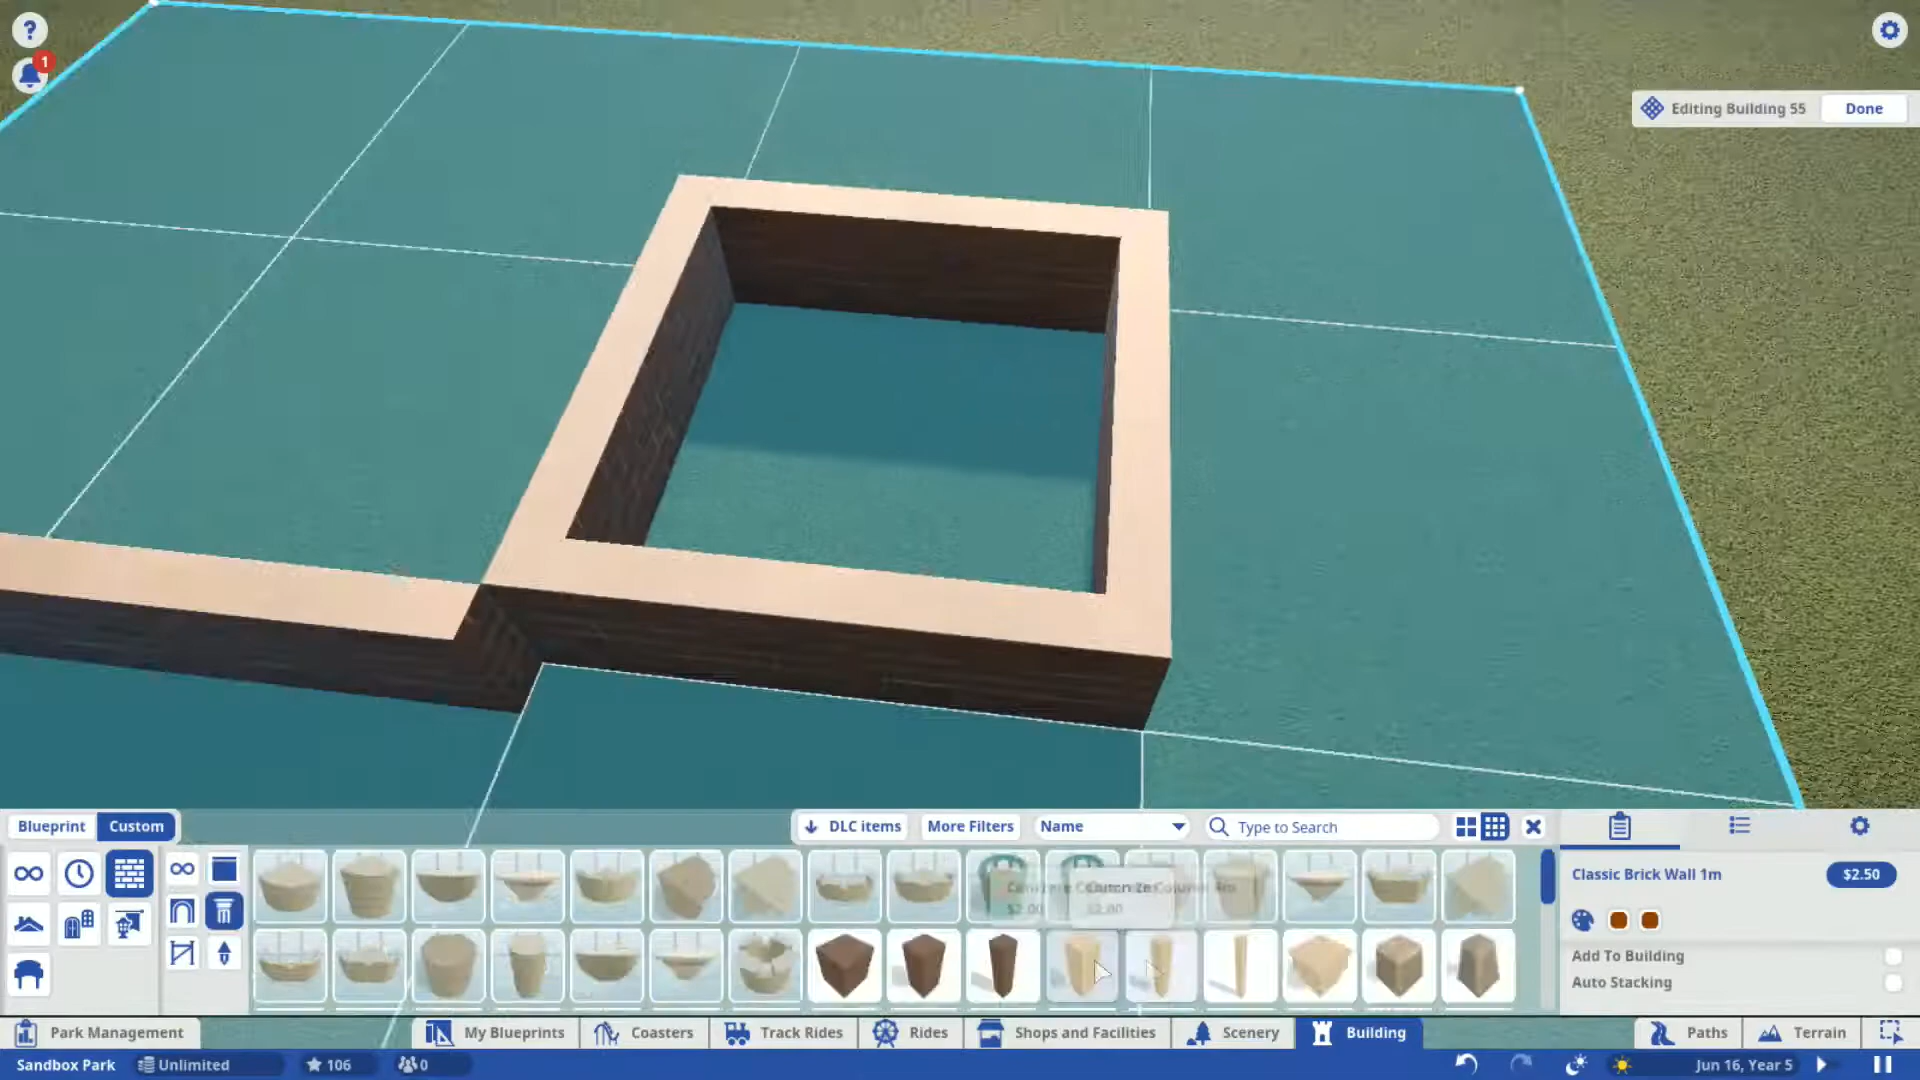 ?
1
Editing Building 55
Done
Blueprint
Custom
DLC items
More Filters
Name
Type to Search
Classic Brick Wall 1m
$2.50
Add To Building
Auto Stacking
$2.00
Park Management
My Blueprints
Coasters
Track Rides
Rides
Shops and Facilities
Scenery
Building
Paths
Terrain
Sandbox Park
Unlimited
106
0
Jun 16, Year 5